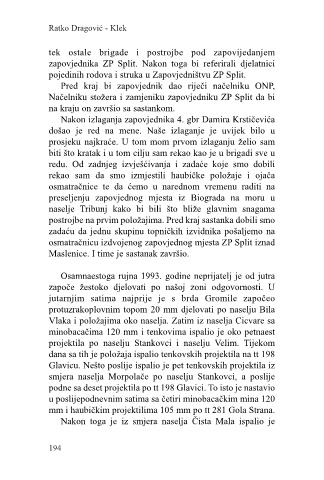 Ratko Dragović - Klek
tek ostale brigade i postrojbe pod zapovijedanjem
zapovjednika ZP Split. Nakon toga bi referirali djelatnici
pojedinih rodova i struka u Zapovjedništvu ZP Split.
Pred kraj bi zapovjednik dao riječi načelniku ONP,
Načelniku stožera i zamjeniku zapovjedniku ZP Split da bi
na kraju on završio sa sastankom.
Nakon izlaganja zapovjednika 4. gbr Damira Krstičevića
došao je red na mene. Naše izlaganje je uvijek bilo u
prosjeku najkraće. U tom mom prvom izlaganju želio sam
biti što kratak i u tom cilju sam rekao kao je u brigadi sve u
redu. Od zadnjeg izvješćivanja i zadaće koje smo dobili
rekao sam da smo izmjestili haubičke položaje i ojača
osmatračnice te da ćemo u narednom vremenu raditi na
preseljenju zapovjednog mjesta iz Biograda na moru u
naselje Tribunj kako bi bili što bliže glavnim snagama
postrojbe na prvim položajima. Pred kraj sastanka dobili smo
zadaću da jednu skupinu topničkih izvidnika pošaljemo na
osmatračnicu izdvojenog zapovjednog mjesta ZP Split iznad
Maslenice. I time je sastanak završio.
Osamnaestoga rujna 1993. godine neprijatelj je od jutra
započe žestoko djelovati po našoj zoni odgovornosti. U
jutarnjim satima najprije je s brda Gromile započeo
protuzrakoplovnim topom 20 mm djelovati po naselju Bila
Vlaka i položajima oko naselja. Zatim iz naselja Cicvare sa
minobacačima 120 mm i tenkovima ispalio je oko petnaest
projektila po naselju Stankovci i naselju Velim. Tijekom
dana sa tih je položaja ispalio tenkovskih projektila na tt 198
Glavicu. Nešto poslije ispalio je pet tenkovskih projektila iz
smjera naselja Morpolače po naselju Stankovci, a poslije
podne sa deset projektila po tt 198 Glavici. To isto je nastavio
u poslijepodnevnim satima sa četiri minobacačkim mina 120
mm i haubičkim projektilima 105 mm po tt 281 Gola Strana.
Nakon toga je iz smjera naselja Čista Mala ispalio je
194